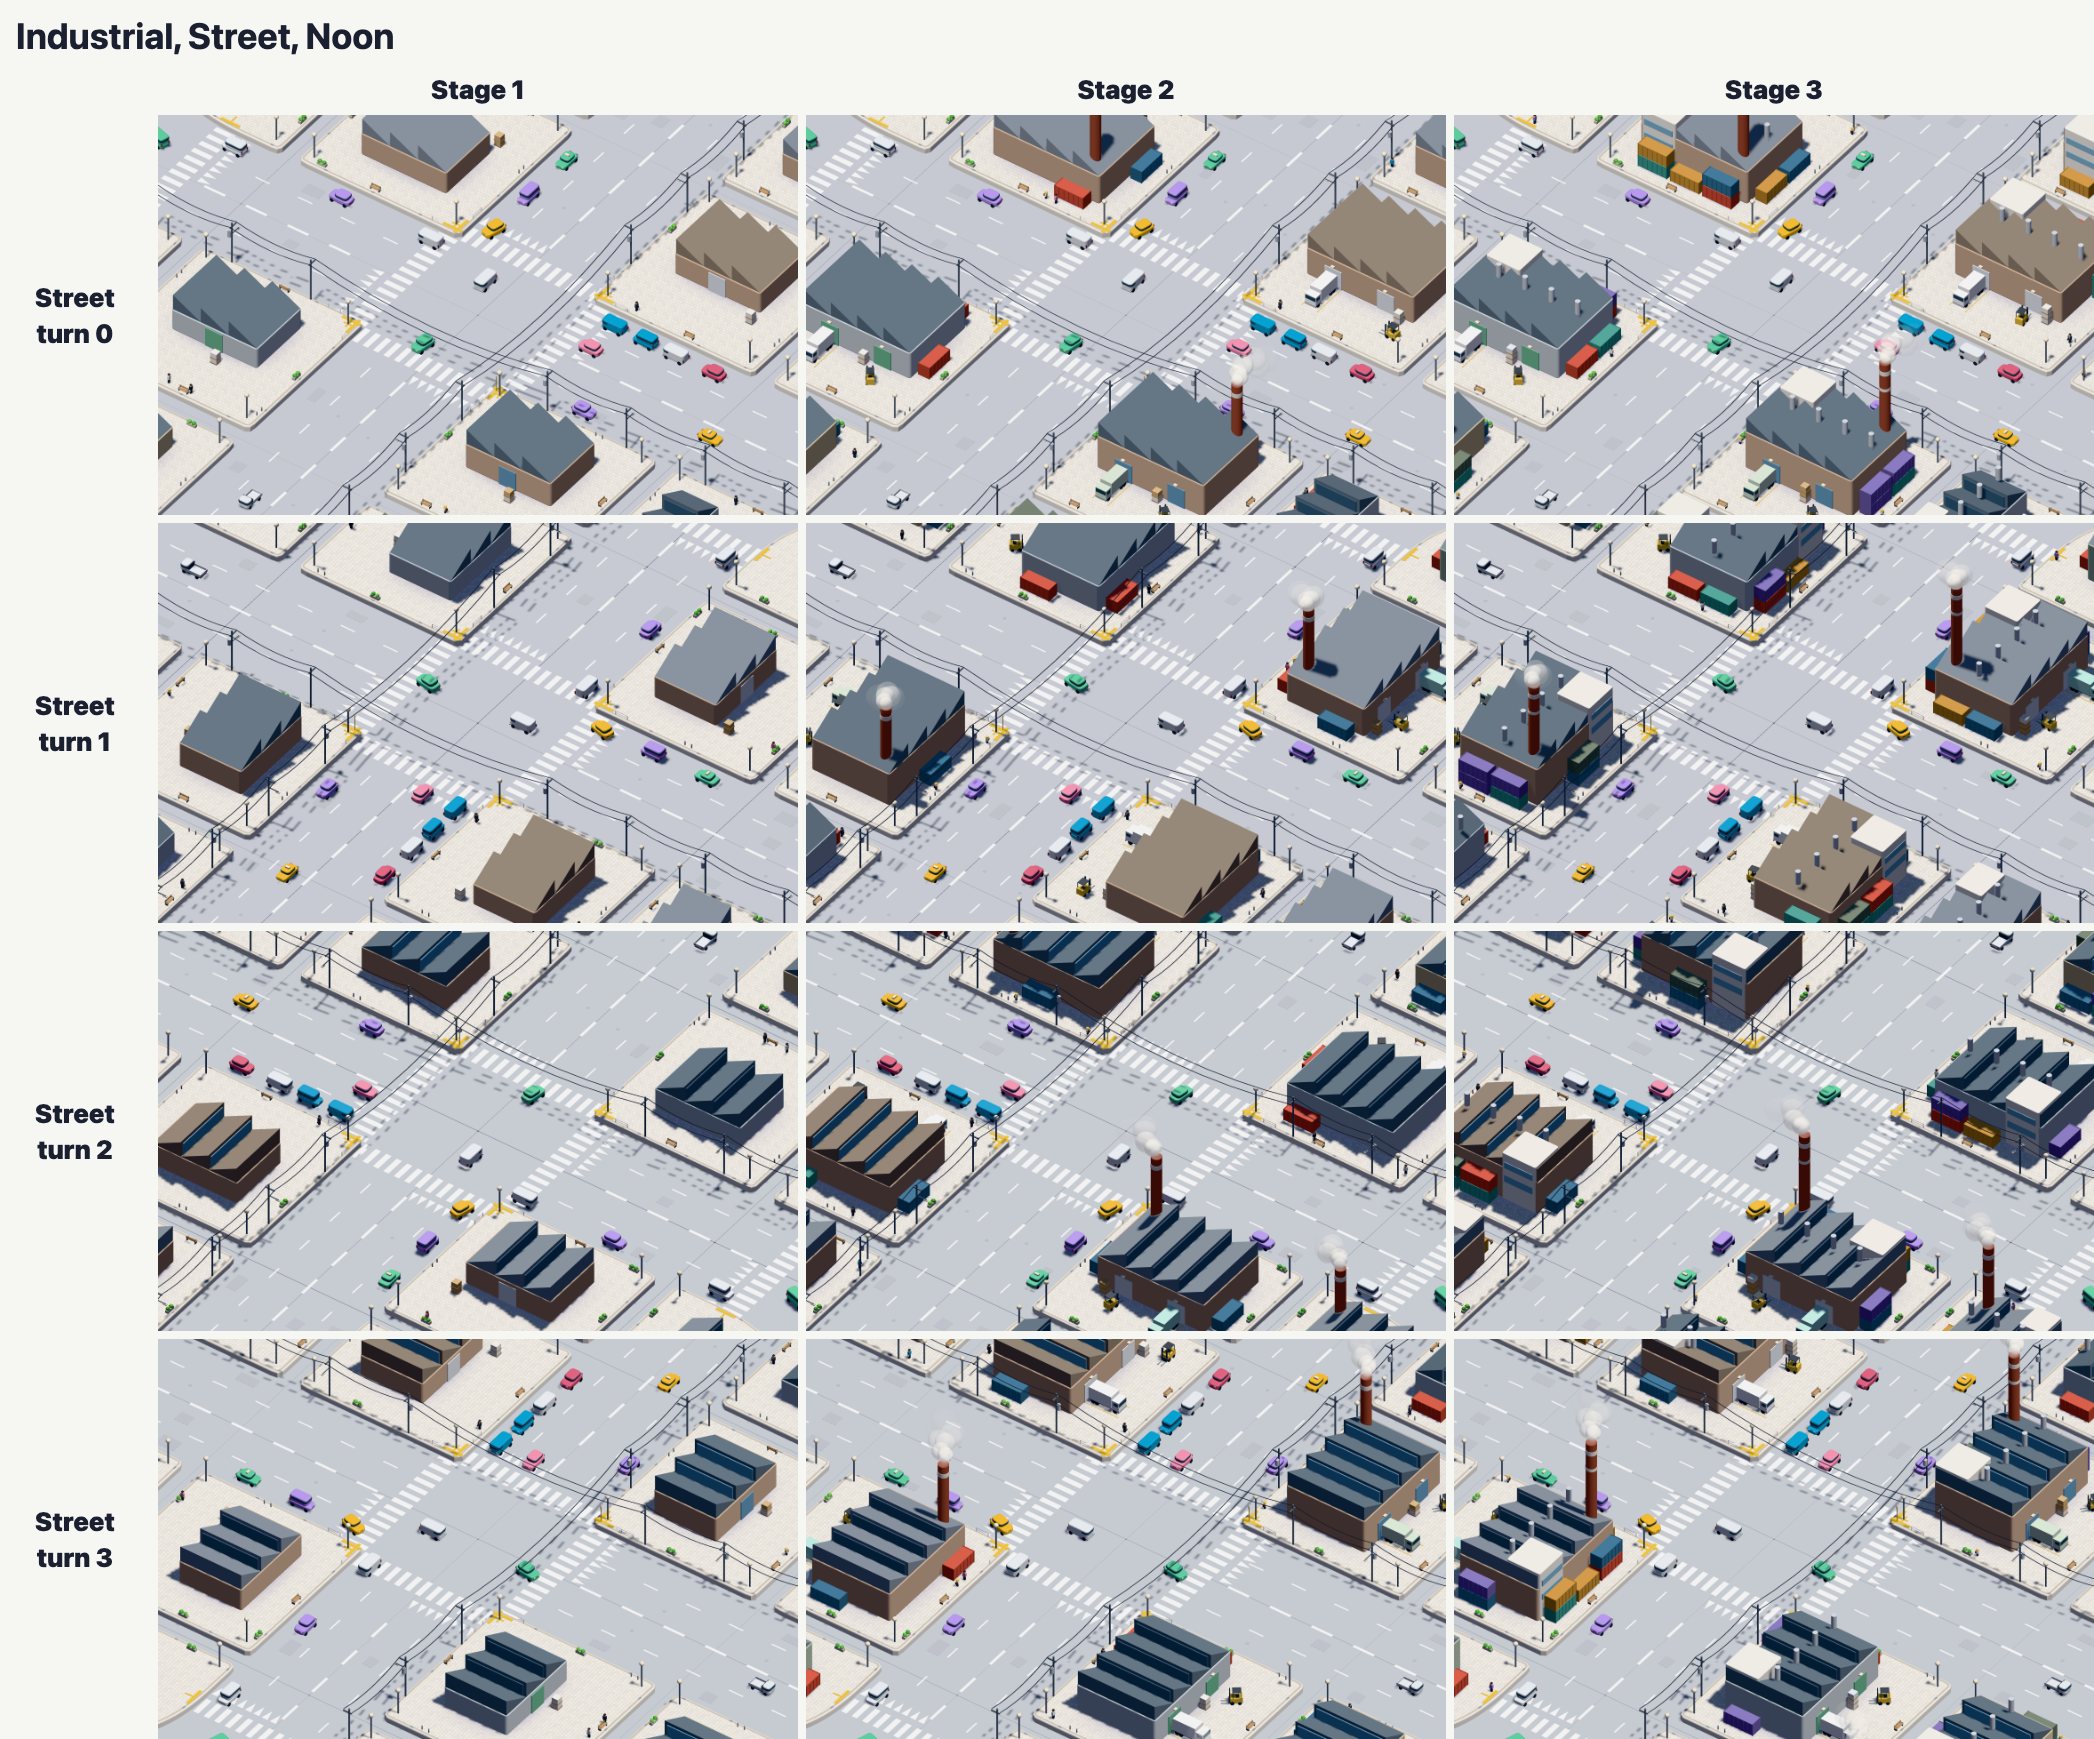 Industrial, Street, Noon
Stage 1
Stage 2
Stage 3
Street
turn 0
Street
turn 1
Street
turn 2
Street
turn 3